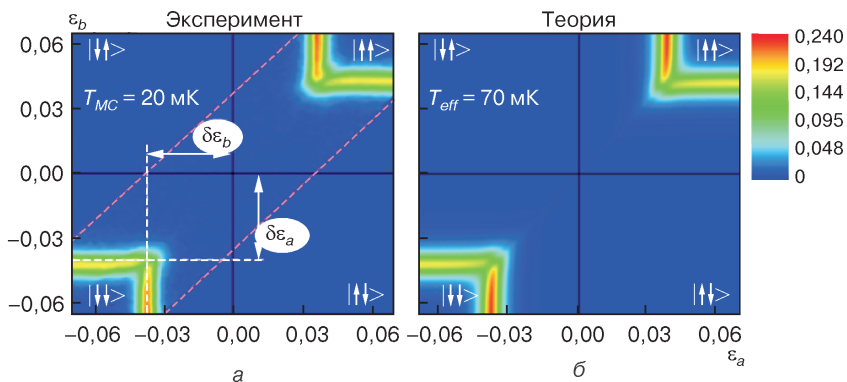 ε_b Эксперимент
Теория
0,06
0,03
0,00
−0,03
−0,06
|↓↑>
|↑↑>
T_MC = 20 мК
δε_b
δε_a
|↓↓>
|↑↓>
−0,06 −0,03 0,00 0,03 0,06
а
|↓↑>
|↑↑>
T_eff = 70 мК
|↓↓>
|↑↓>
−0,06 −0,03 0,00 0,03 0,06
ε_a
б
0,240
0,192
0,144
0,095
0,048
0